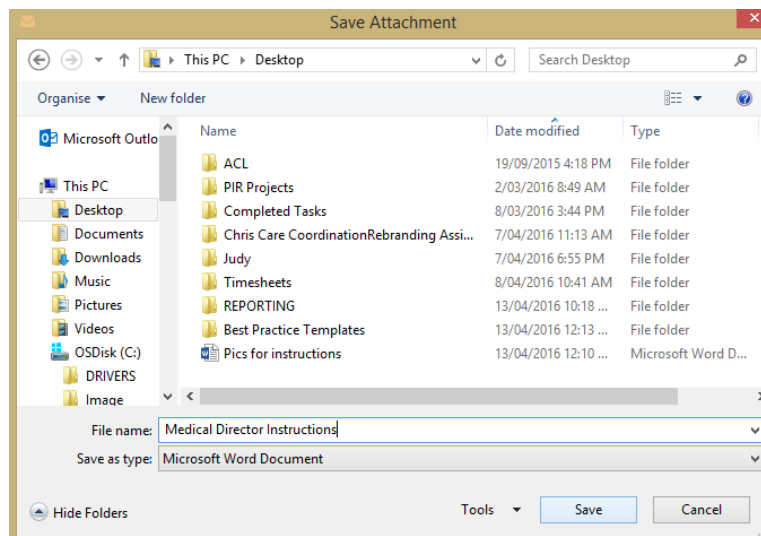 Save Attachment
This PC Desktop
Search Desktop
Organise New folder
Name Date modified Type
Microsoft Outlo
This PC
Desktop
Documents
Downloads
Music
Pictures
Videos
OSDisk (C:)
DRIVERS
Image
ACL 19/09/2015 4:18 PM File folder
PIR Projects 2/03/2016 8:49 AM File folder
Completed Tasks 8/03/2016 3:44 PM File folder
Chris Care CoordinationRebranding Assi... 7/04/2016 11:13 AM File folder
Judy 7/04/2016 6:55 PM File folder
Timesheets 8/04/2016 10:41 AM File folder
REPORTING 13/04/2016 10:18 ... File folder
Best Practice Templates 13/04/2016 12:13 ... File folder
Pics for instructions 13/04/2016 12:10 ... Microsoft Word D...
File name: Medical Director Instructions
Save as type: Microsoft Word Document
Hide Folders Tools Save Cancel